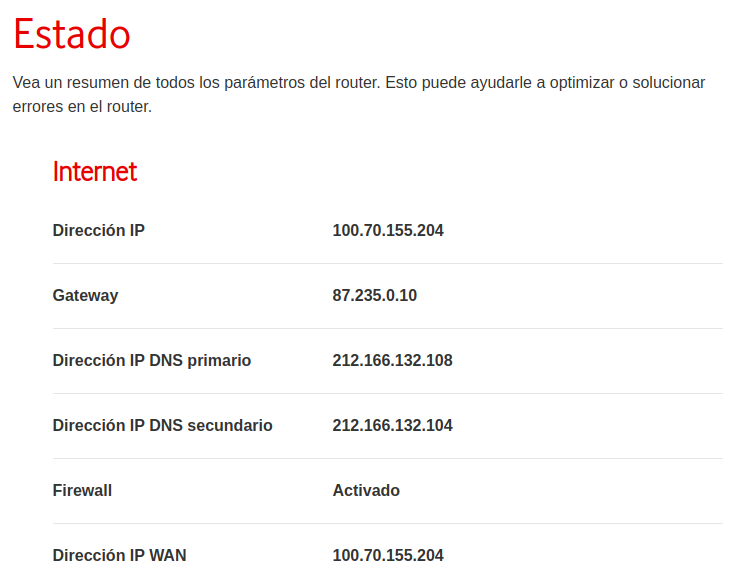 Estado
Vea un resumen de todos los parámetros del router. Esto puede ayudarle a optimizar o solucionar
errores en el router.
Internet
Dirección IP 100.70.155.204
Gateway 87.235.0.10
Dirección IP DNS primario 212.166.132.108
Dirección IP DNS secundario 212.166.132.104
Firewall Activado
Dirección IP WAN 100.70.155.204